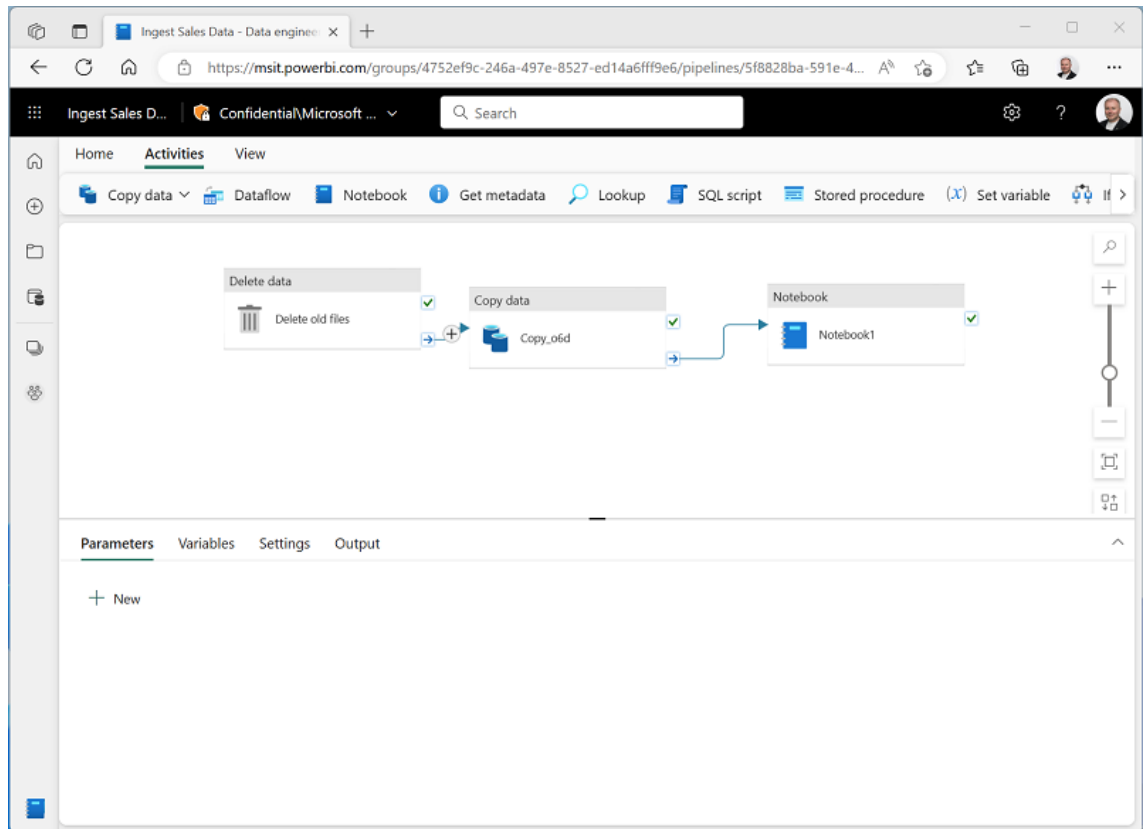 Ingest Sales Data - Data enginee
https://msit.powerbi.com/groups/4752ef9c-246a-497e-8527-ed14a6fff9e6/pipelines/5f8828ba-591e-4...
Ingest Sales D... Confidential\Microsoft ... Search ?
Home Activities View
Copy data Dataflow Notebook Get metadata Lookup SQL script Stored procedure (x) Set variable If
Delete data
Delete old files
Copy data
Copy_o6d
Notebook
Notebook1
Parameters Variables Settings Output
+ New